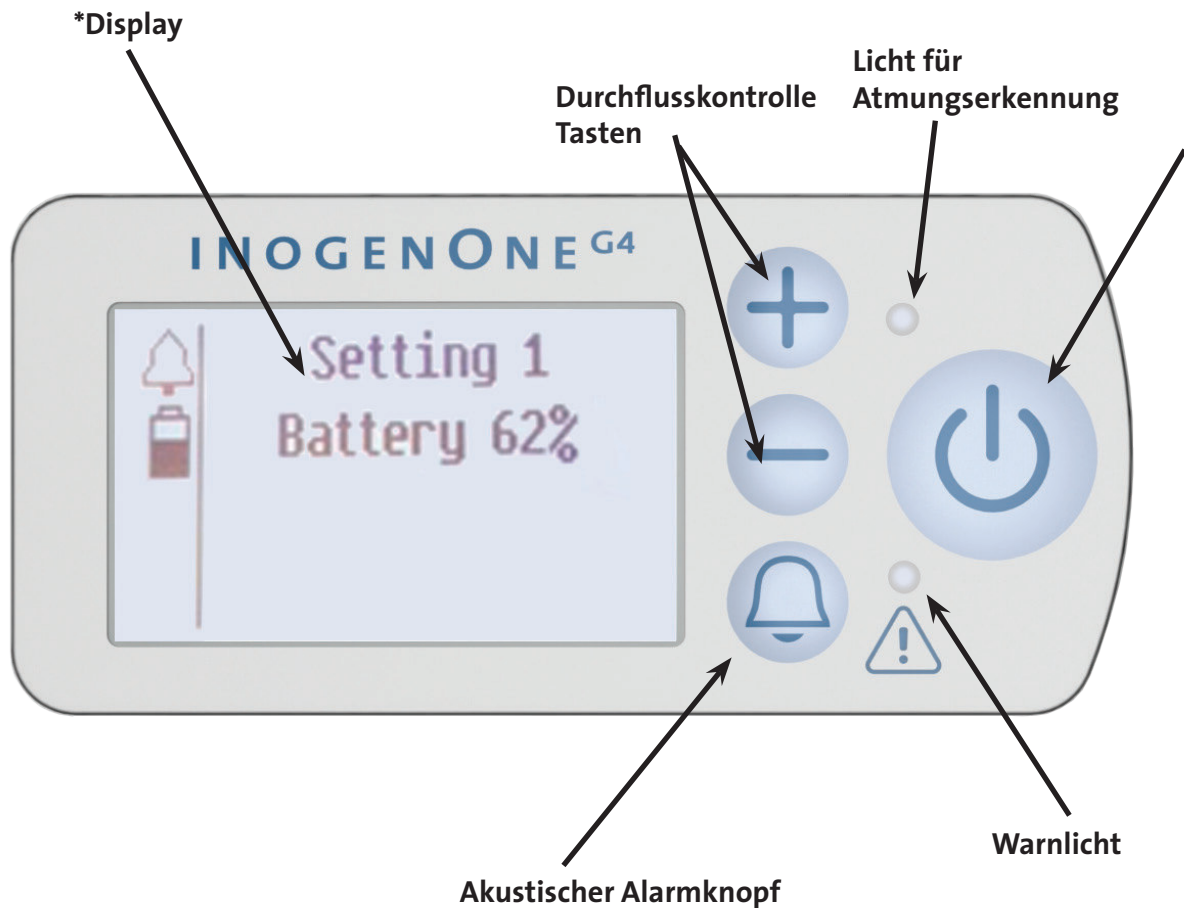 *Display
Licht für
Atmungserkennung
Durchflusskontrolle
Tasten
INOGENONE G4
Setting 1
Battery 62%
Warnlicht
Akustischer Alarmknopf